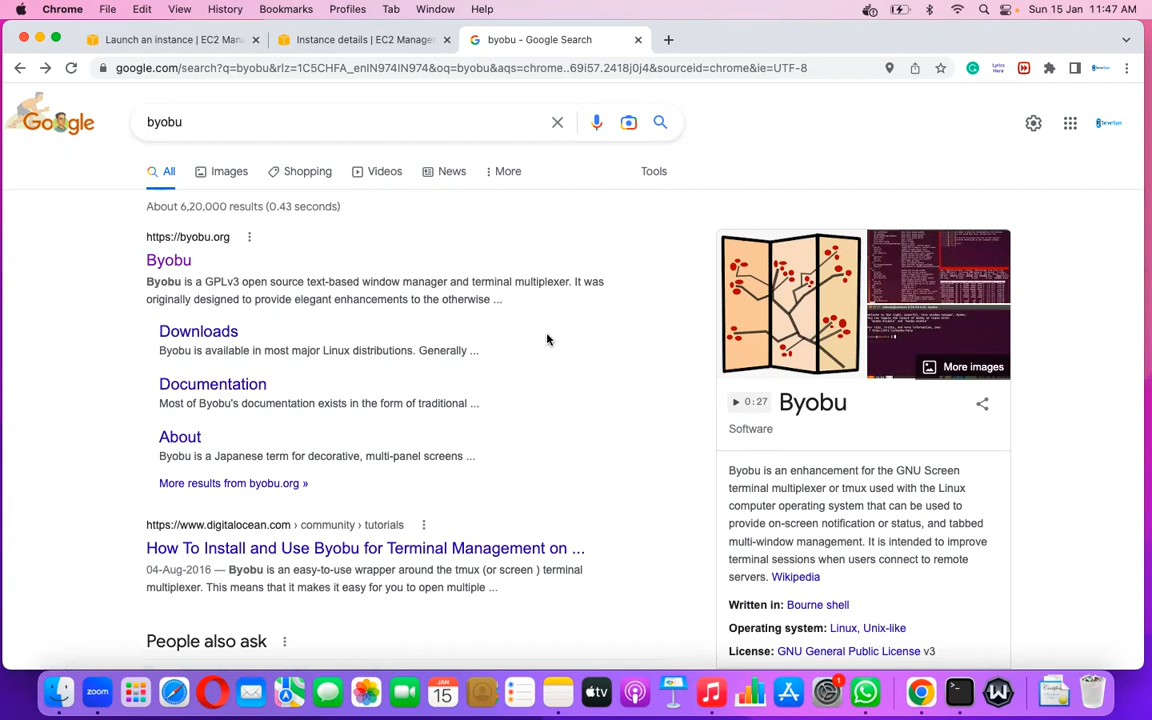 Chrome File Edit View History Bookmarks Profiles Tab Window Help Sun 15 Jan 11:47 AM
Launch an instance | EC2 Man Instance details | EC2 Manager byobu - Google Search
google.com/search?q=byobu&rlz=1C5CHFA_enIN974IN974&oq=byobu&aqs=chrome..69i57.2418j0j4&sourceid=chrome&ie=UTF-8
Google
byobu
All Images Shopping Videos News More Tools
About 6,20,000 results (0.43 seconds)
https://byobu.org
Byobu
Byobu is a GPLv3 open source text-based window manager and terminal multiplexer. It was
originally designed to provide elegant enhancements to the otherwise ...
Downloads
Byobu is available in most major Linux distributions. Generally ...
Documentation
Most of Byobu's documentation exists in the form of traditional ...
About
Byobu is a Japanese term for decorative, multi-panel screens ...
More results from byobu.org »
https://www.digitalocean.com › community › tutorials
How To Install and Use Byobu for Terminal Management on ...
04-Aug-2016 — Byobu is an easy-to-use wrapper around the tmux (or screen ) terminal
multiplexer. This means that it makes it easy for you to open multiple ...
People also ask
More images
0:27 Byobu
Software
Byobu is an enhancement for the GNU Screen
terminal multiplexer or tmux used with the Linux
computer operating system that can be used to
provide on-screen notification or status, and tabbed
multi-window management. It is intended to improve
terminal sessions when users connect to remote
servers. Wikipedia
Written in: Bourne shell
Operating system: Linux, Unix-like
License: GNU General Public License v3
zoom JAN 15 tv 1